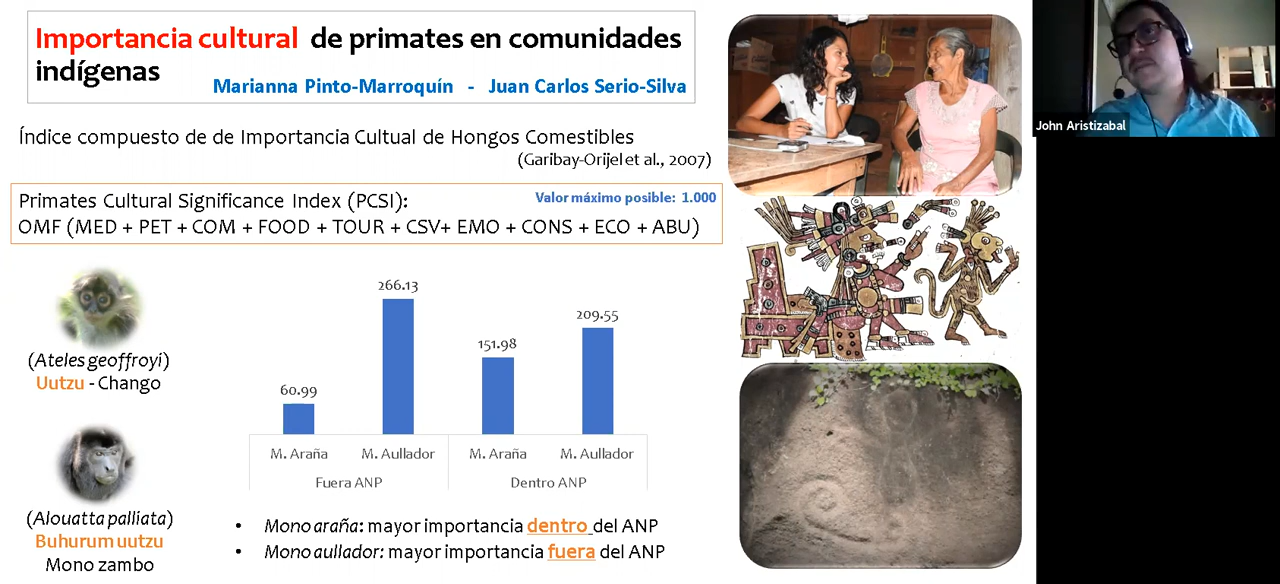 Importancia cultural de primates en comunidades
indígenas
Marianna Pinto-Marroquín - Juan Carlos Serio-Silva
Índice compuesto de de Importancia Cultual de Hongos Comestibles
(Garibay-Orijel et al., 2007)
Primates Cultural Significance Index (PCSI):
Valor máximo posible: 1.000
OMF (MED + PET + COM + FOOD + TOUR + CSV+ EMO + CONS + ECO + ABU)
(Ateles geoffroyi)
Uutzu - Chango
(Alouatta palliata)
Buhurum uutzu
Mono zambo
266.13
209.55
151.98
60.99
M. Araña M. Aullador M. Araña M. Aullador
Fuera ANP Dentro ANP
• Mono araña: mayor importancia dentro del ANP
• Mono aullador: mayor importancia fuera del ANP
John Aristizabal